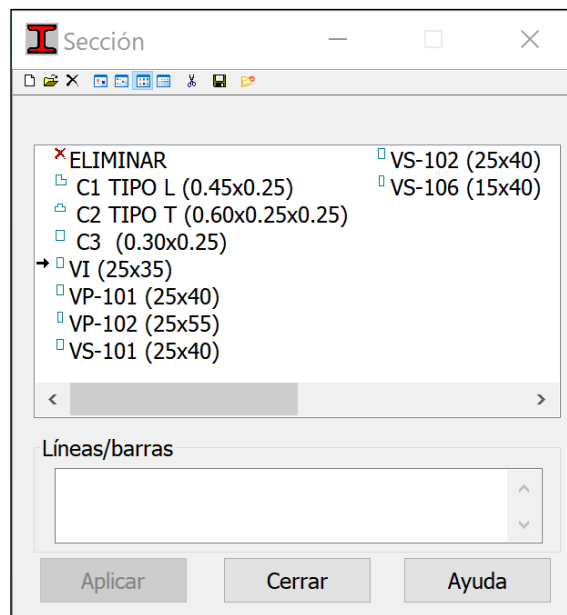 Sección
ELIMINAR
C1 TIPO L (0.45x0.25)
C2 TIPO T (0.60x0.25x0.25)
C3 (0.30x0.25)
VI (25x35)
VP-101 (25x40)
VP-102 (25x55)
VS-101 (25x40)
VS-102 (25x40)
VS-106 (15x40)
Líneas/barras
Aplicar
Cerrar
Ayuda